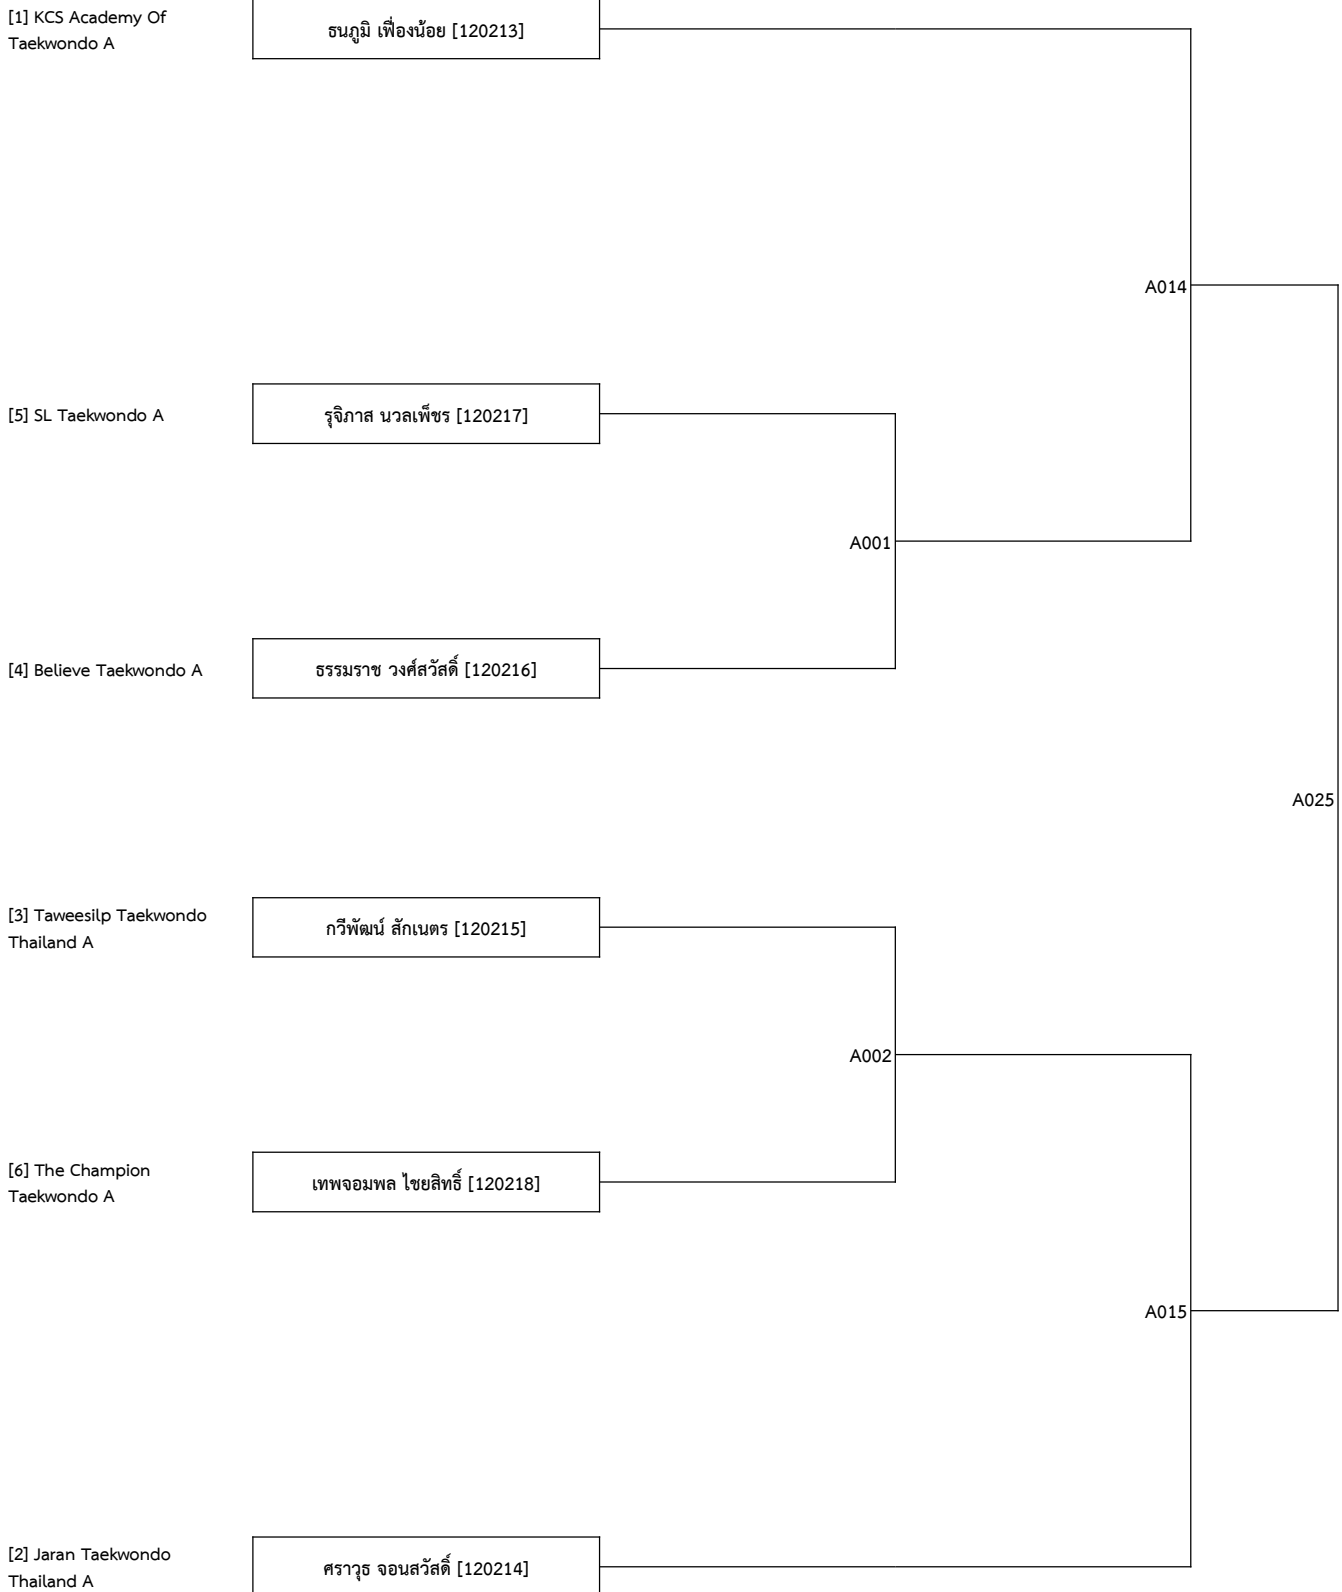 [1] KCS Academy Of
Taekwondo A
ธนภูมิ เฟื่องน้อย [120213]
A014
[5] SL Taekwondo A
รุจิภาส นวลเพ็ชร [120217]
A001
[4] Believe Taekwondo A
ธรรมราช วงศ์สวัสดิ์ [120216]
A025
[3] Taweesilp Taekwondo
Thailand A
กวีพัฒน์ สักเนตร [120215]
A002
[6] The Champion
Taekwondo A
เทพจอมพล ไชยสิทธิ์ [120218]
A015
[2] Jaran Taekwondo
Thailand A
ศราวุธ จอนสวัสดิ์ [120214]